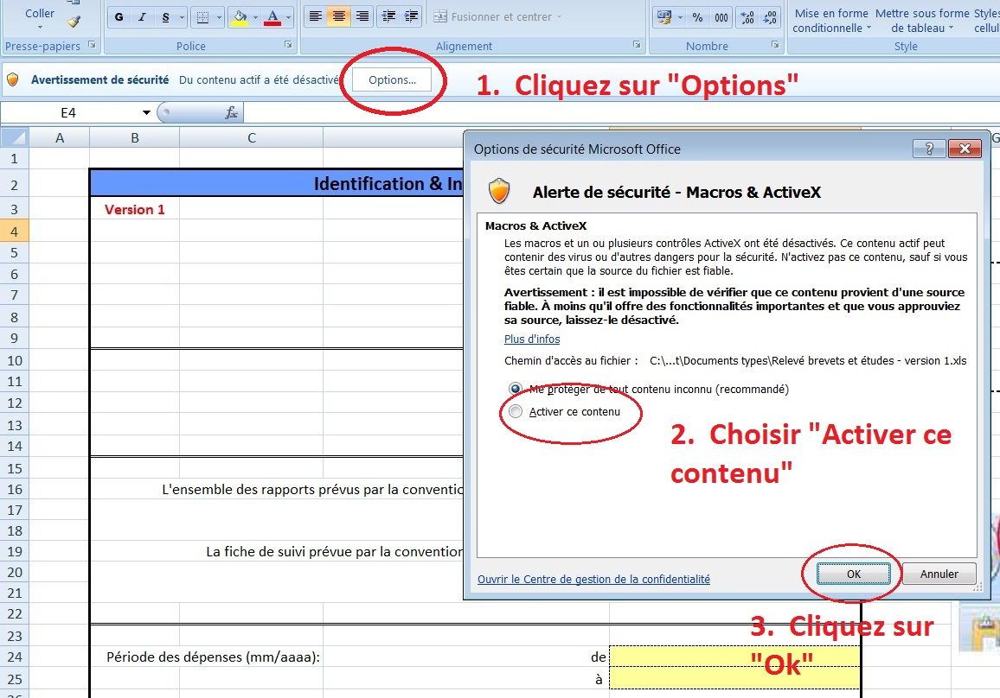 Coller
G I S A
Fusionner et centrer
% 000 ,00 ,00
Mise en forme conditionnelle
Mettre sous forme de tableau
Styles
cellul
Presse-papiers
Police
Alignement
Nombre
Style
Avertissement de sécurité Du contenu actif a été désactivé
Options...
1. Cliquez sur "Options"
E4
fx
A B C G
1
2
Identification & In
3
Version 1
4
5
6
7
8
9
10
11
12
13
14
15
16
L'ensemble des rapports prévus par la conventio
17
18
19
La fiche de suivi prévue par la convention
20
21
22
23
24
Période des dépenses (mm/aaaa): de
25
à
Options de sécurité Microsoft Office
?
Alerte de sécurité - Macros & ActiveX
Macros & ActiveX
Les macros et un ou plusieurs contrôles ActiveX ont été désactivés. Ce contenu actif peut
contenir des virus ou d'autres dangers pour la sécurité. N'activez pas ce contenu, sauf si vous
êtes certain que la source du fichier est fiable.
Avertissement : il est impossible de vérifier que ce contenu provient d'une source
fiable. À moins qu'il offre des fonctionnalités importantes et que vous approuviez
sa source, laissez-le désactivé.
Plus d'infos
Chemin d'accès au fichier : C:\...t\Documents types\Relevé brevets et études - version 1.xls
Me protéger de tout contenu inconnu (recommandé)
Activer ce contenu
2. Choisir "Activer ce
contenu"
Ouvrir le Centre de gestion de la confidentialité
OK
Annuler
3. Cliquez sur
"Ok"